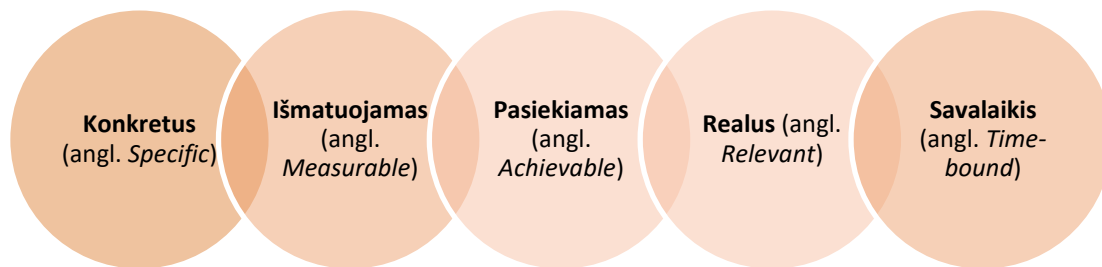 Konkretus
(angl. Specific)
Išmatuojamas
(angl.
Measurable)
Pasiekiamas
(angl.
Achievable)
Realus (angl.
Relevant)
Savalaikis
(angl. Time-
bound)